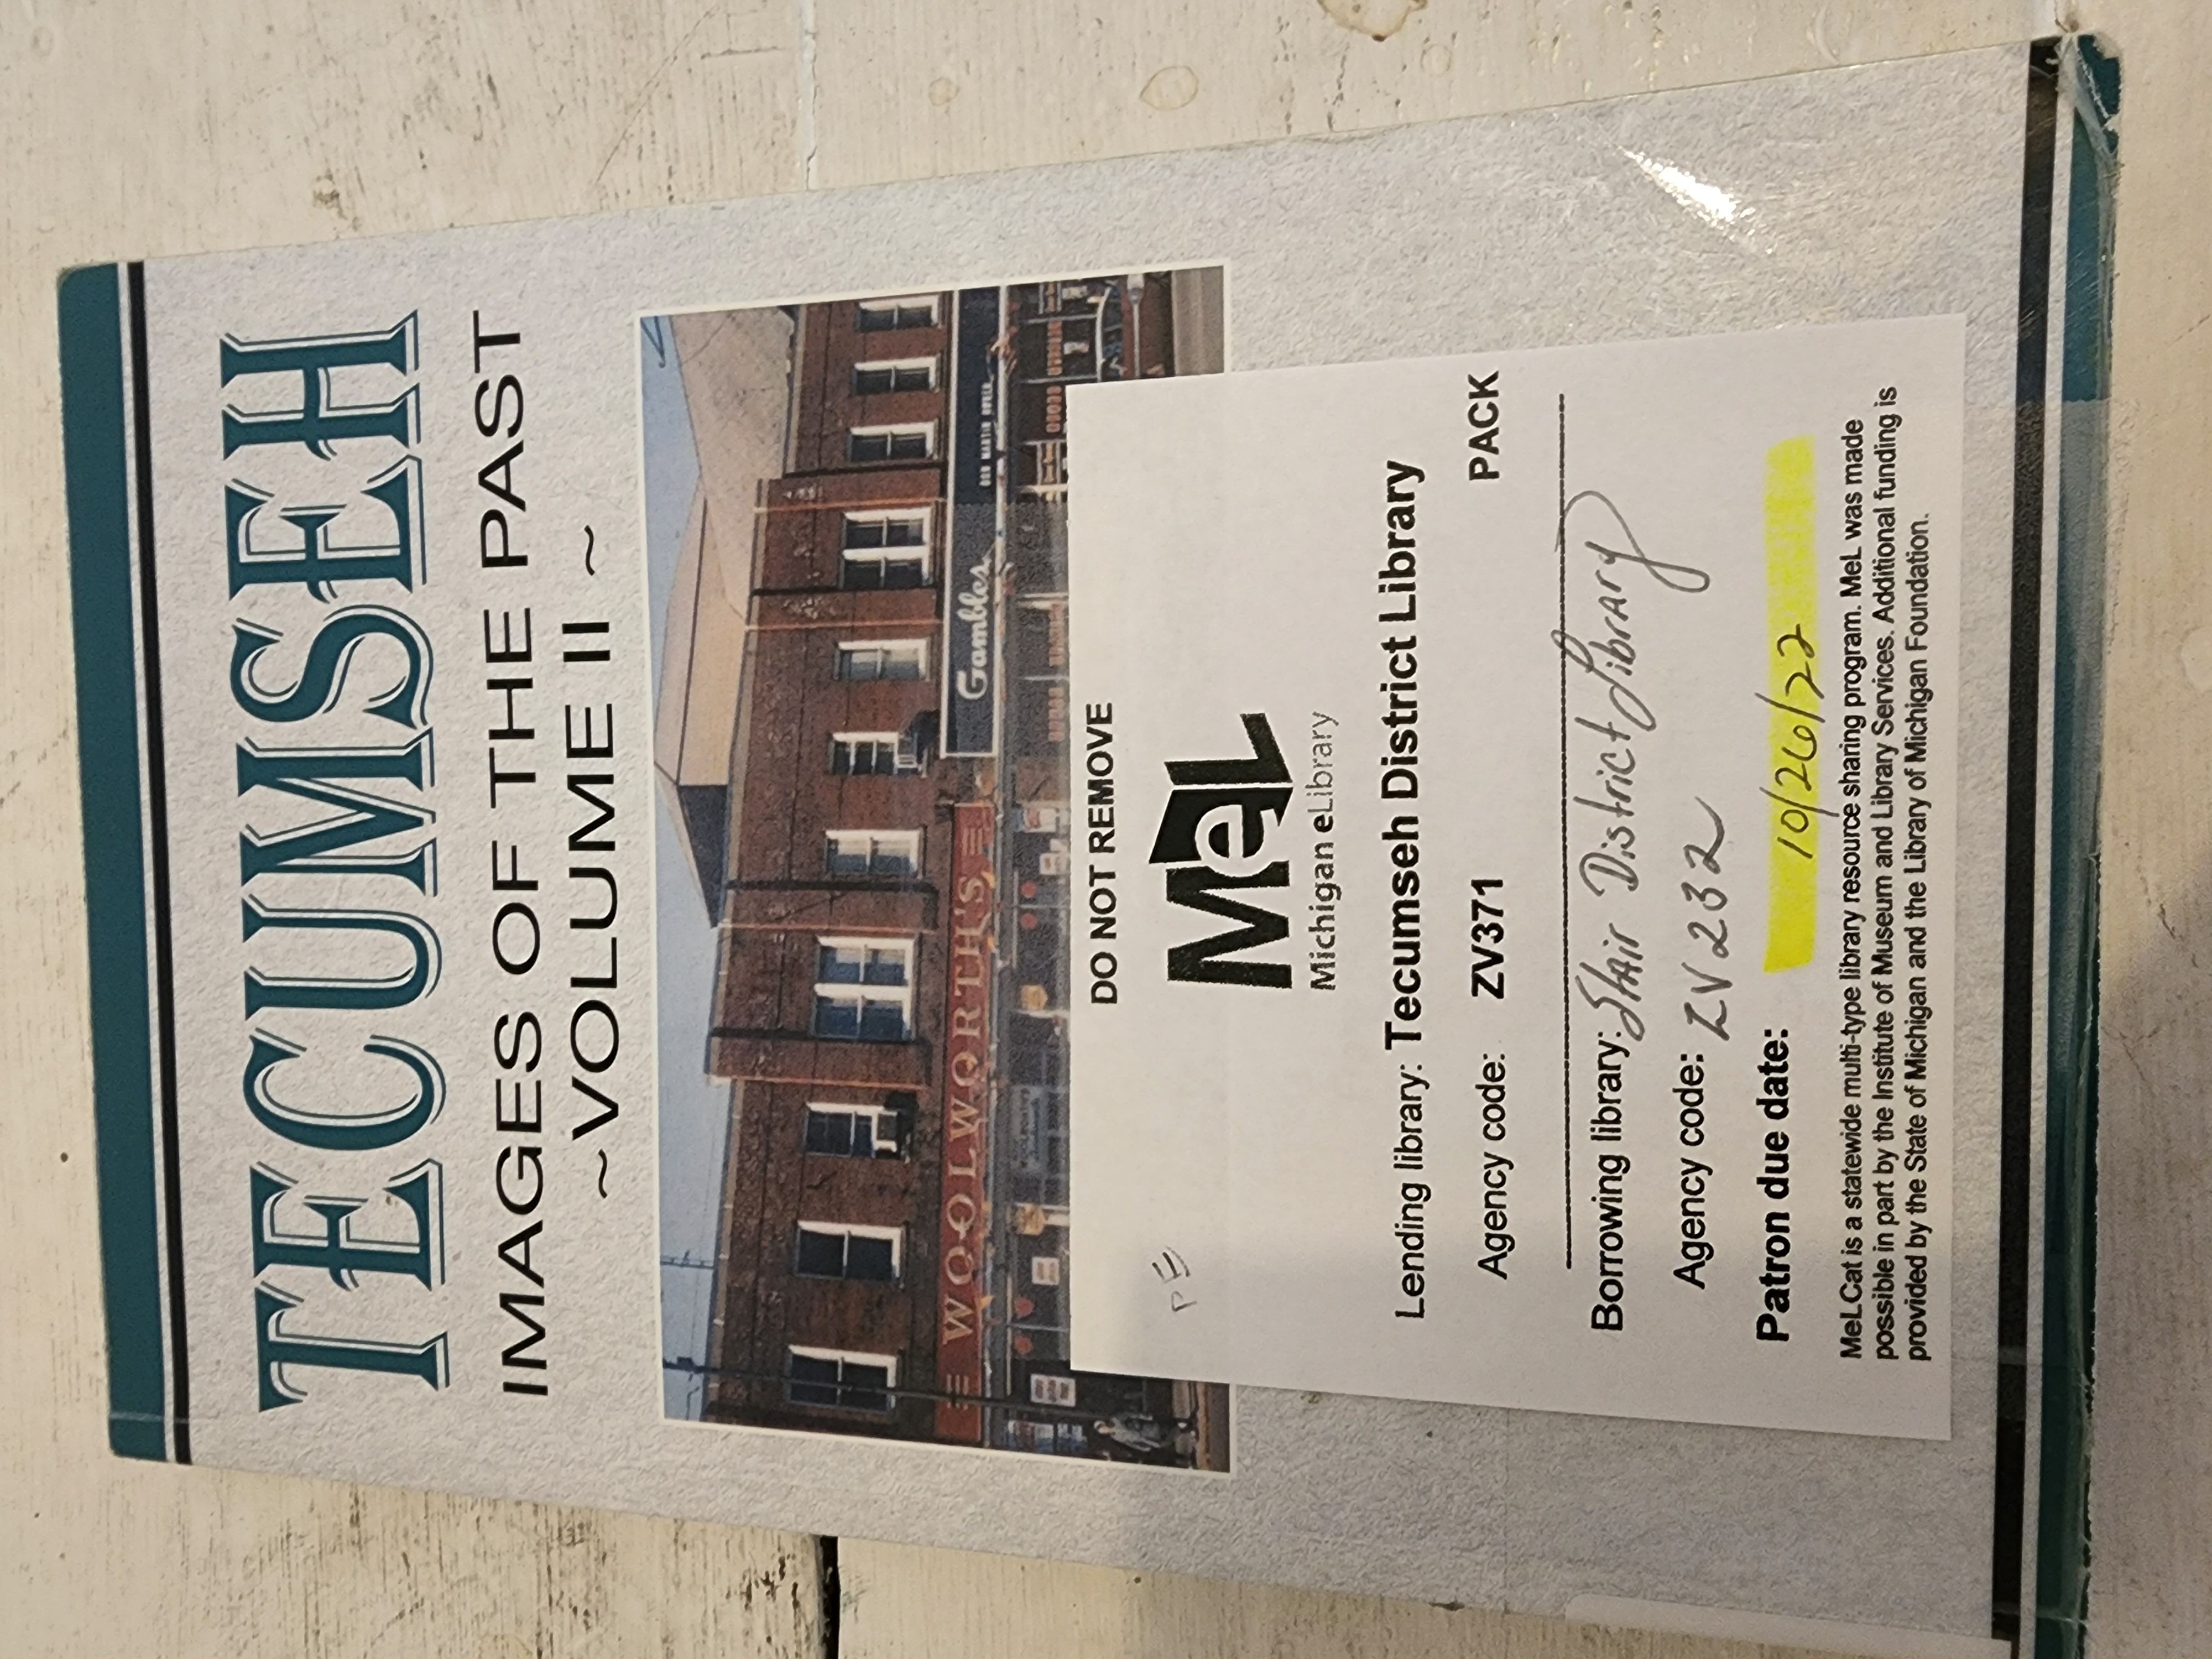 TECUMSEH
IMAGES OF THE PAST
~VOLUME II~
WOOLWORTH'S
Gambles
DO NOT REMOVE
PE
MeL
Michigan eLibrary
Lending library: Tecumseh District Library
Agency code: ZV371 PACK
Borrowing library: Stair District Library
Agency code: ZV232
Patron due date: 10/26/22
MeLCat is a statewide multi-type library resource sharing program. MeL was made
possible in part by the Institute of Museum and Library Services. Additional funding is
provided by the State of Michigan and the Library of Michigan Foundation.